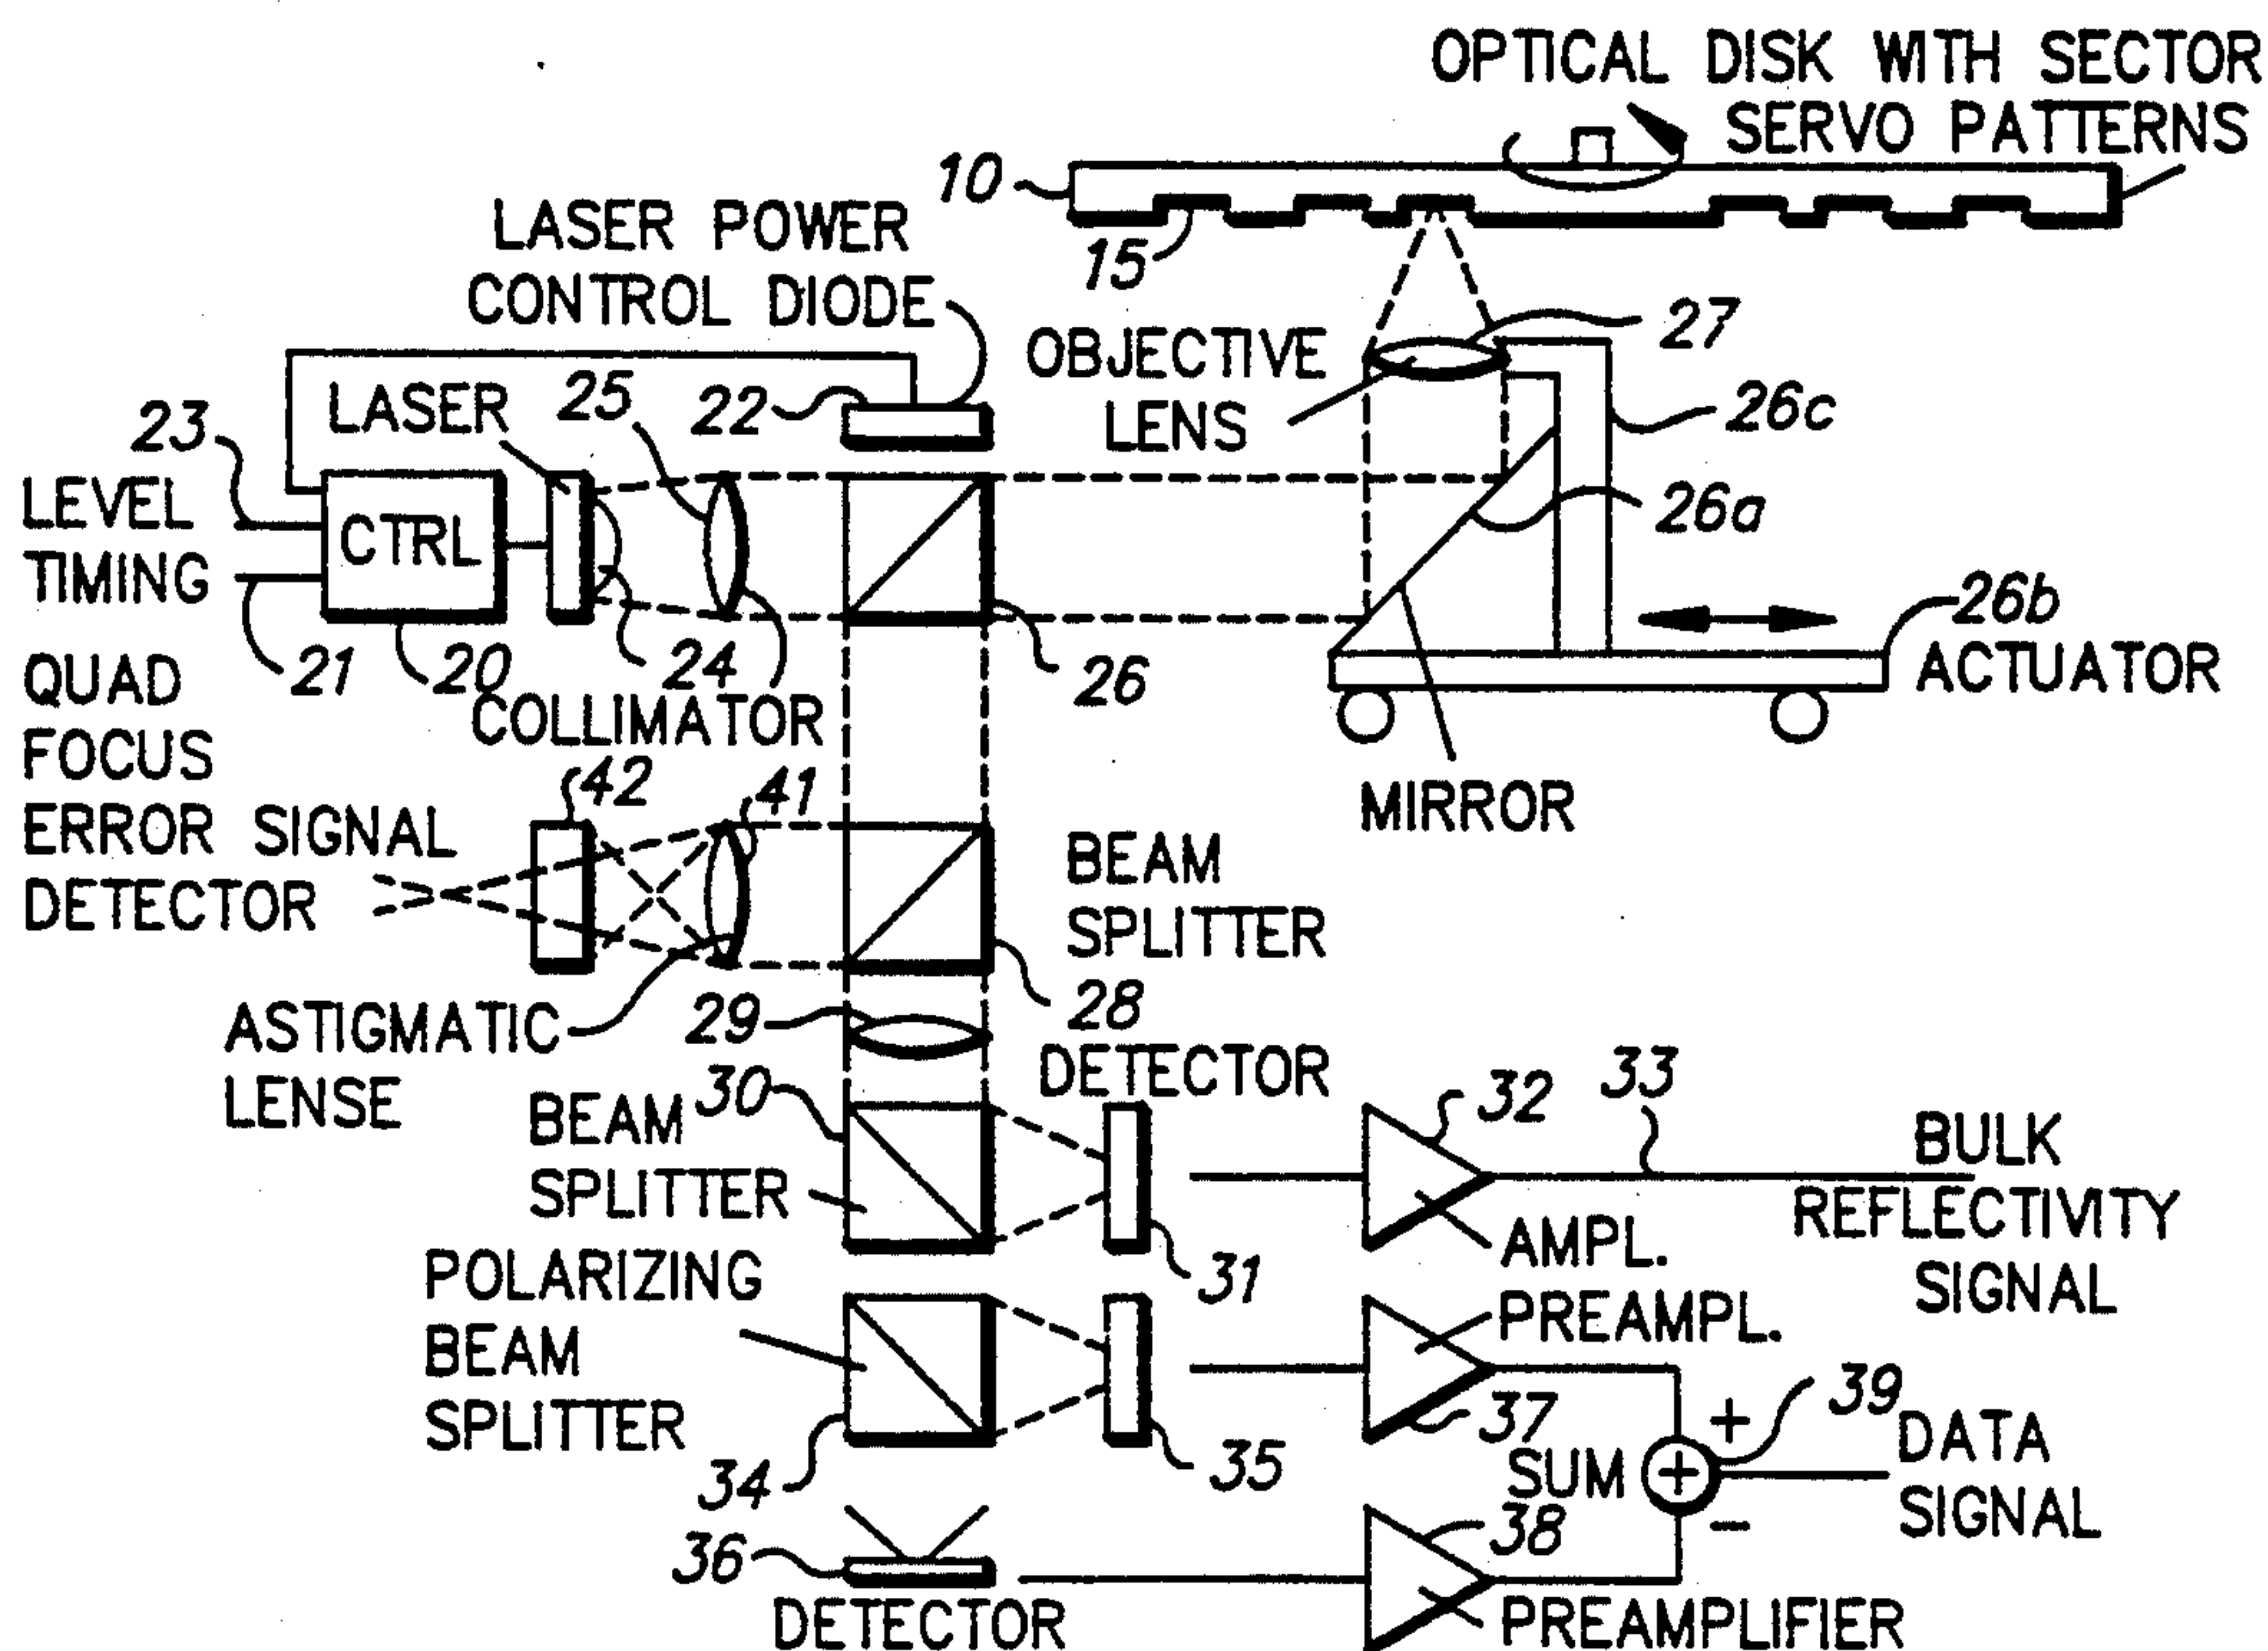 OPTICAL DISK WITH SECTOR
SERVO PATTERNS
10
15
LASER POWER
CONTROL DIODE
OBJECTIVE
LENS
27
26c
26a
26b
ACTUATOR
MIRROR
LASER
25
22
23
LEVEL
TIMING
CTRL
21
20
24
COLLIMATOR
26
QUAD
FOCUS
ERROR SIGNAL
DETECTOR
42
41
BEAM
SPLITTER
28
ASTIGMATIC
LENSE
29
30
BEAM
SPLITTER
DETECTOR
31
32
33
AMPL.
BULK
REFLECTIVITY
SIGNAL
POLARIZING
BEAM
SPLITTER
34
35
PREAMPL.
37
SUM
+
+
−
39
DATA
SIGNAL
36
DETECTOR
38
PREAMPLIFIER